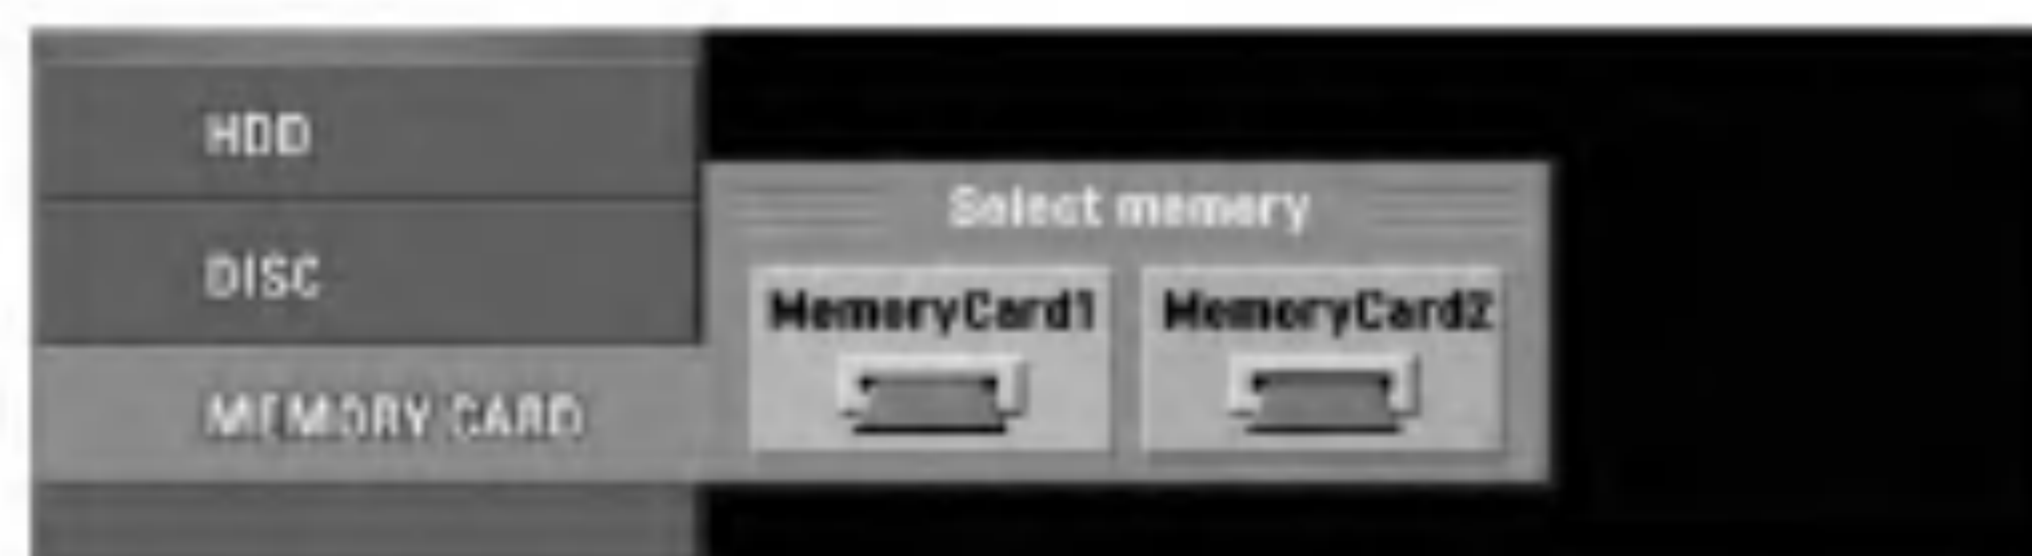 HDD
DISC
MEMORY CARD
Select memory
MemoryCard1 MemoryCard2